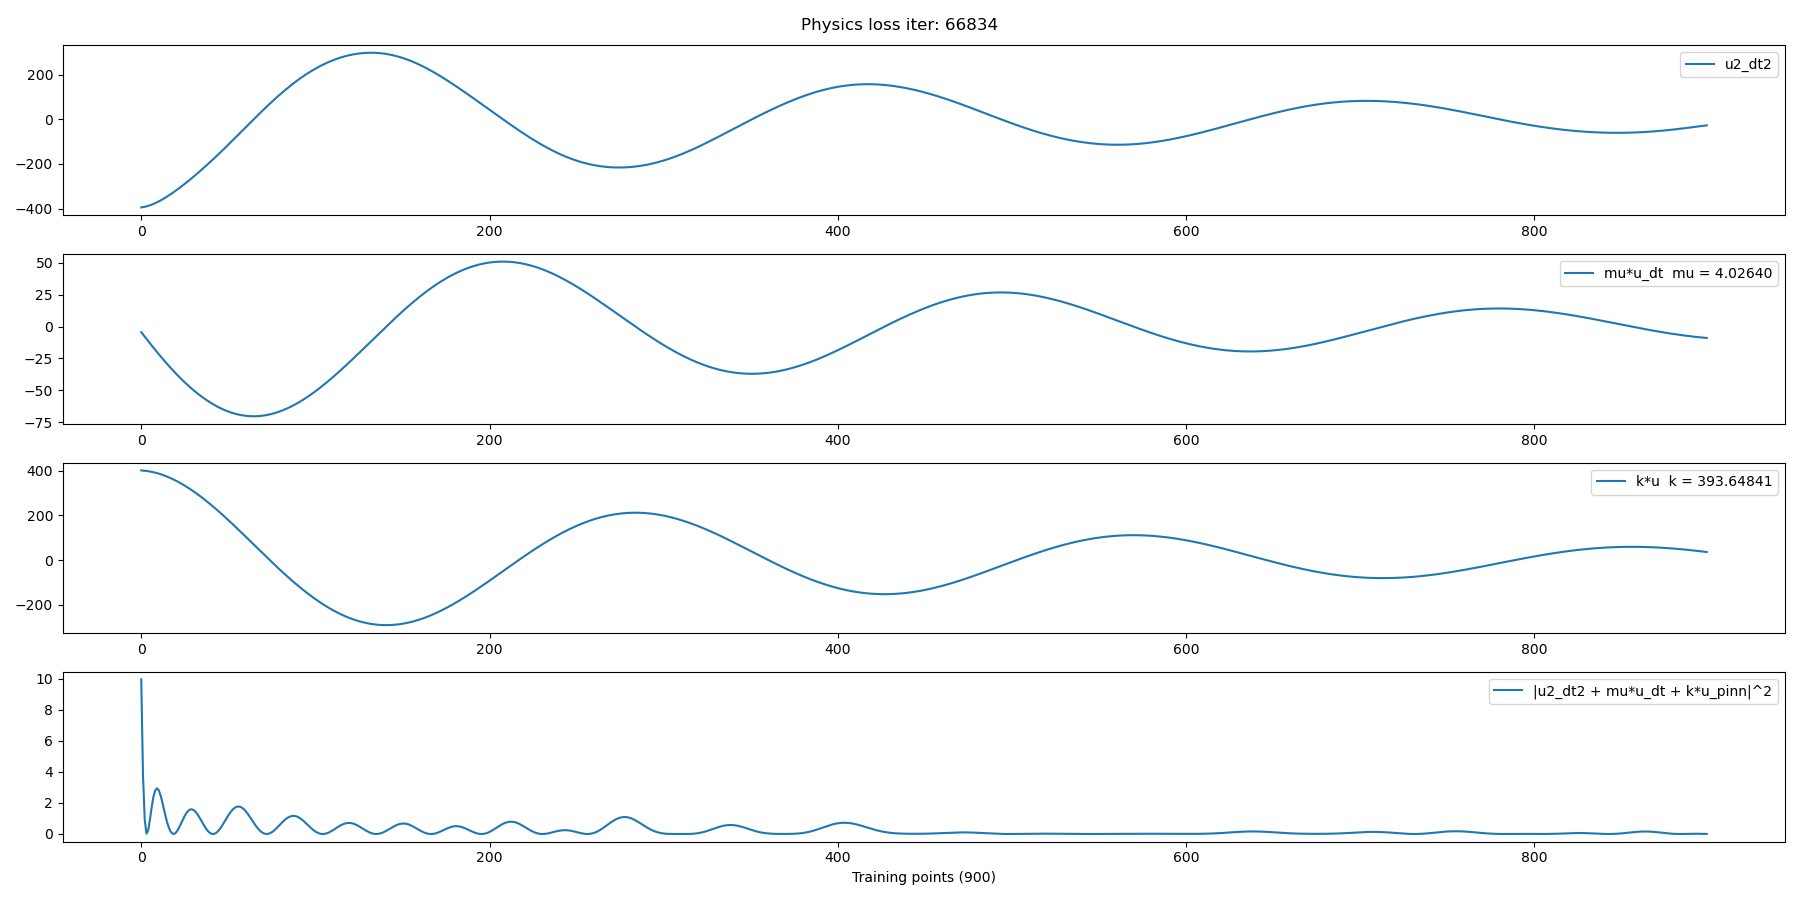 Physics loss iter: 66834
u2_dt2
200
0
−200
−400
0 200 400 600 800
mu*u_dt mu = 4.02640
50
25
0
−25
−50
−75
0 200 400 600 800
k*u k = 393.64841
400
200
0
−200
0 200 400 600 800
|u2_dt2 + mu*u_dt + k*u_pinn|^2
10
8
6
4
2
0
0 200 400 600 800
Training points (900)